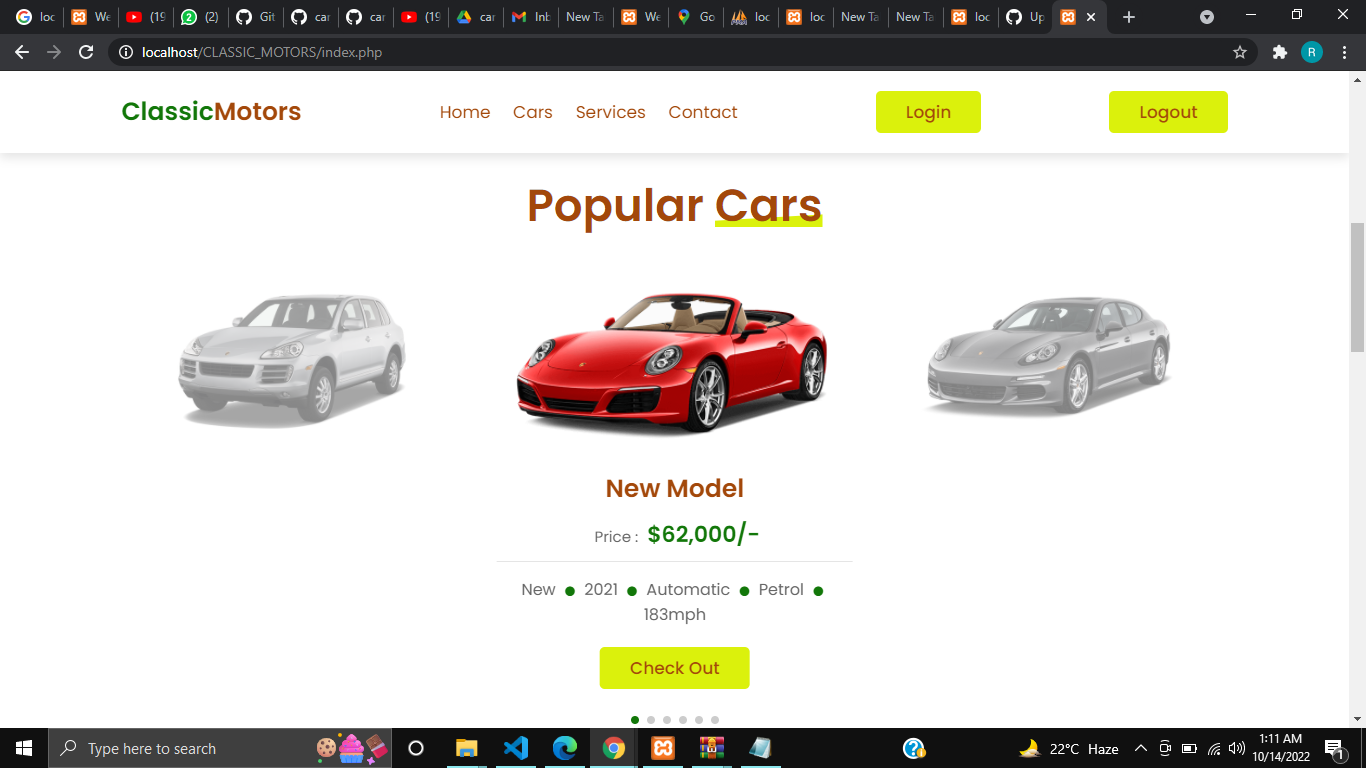 loc We (19 (2) Git car car (19 car Inb New Ta We Go loc loc New Ta New Ta loc Up
localhost/CLASSIC_MOTORS/index.php R
ClassicMotors Home Cars Services Contact Login Logout
Popular Cars
New Model
Price : $62,000/-
New ● 2021 ● Automatic ● Petrol ●
183mph
Check Out
Type here to search
22°C Haze
1:11 AM
10/14/2022
1